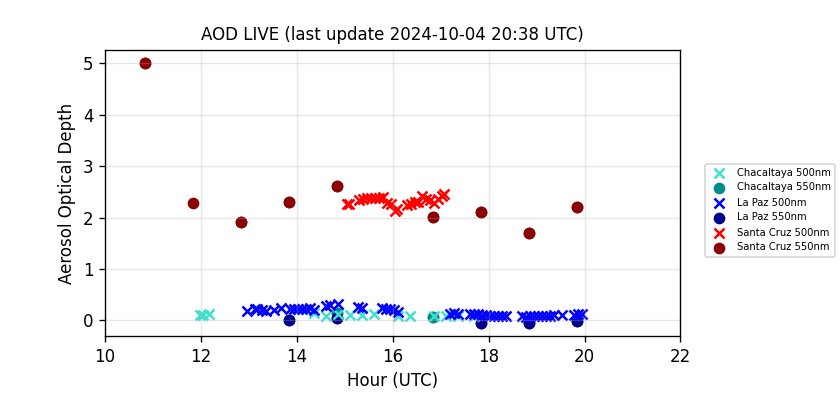 AOD LIVE (last update 2024-10-04 20:38 UTC)
Aerosol Optical Depth
5
4
3
2
1
0
10 12 14 16 18 20 22
Hour (UTC)
Chacaltaya 500nm
Chacaltaya 550nm
La Paz 500nm
La Paz 550nm
Santa Cruz 500nm
Santa Cruz 550nm